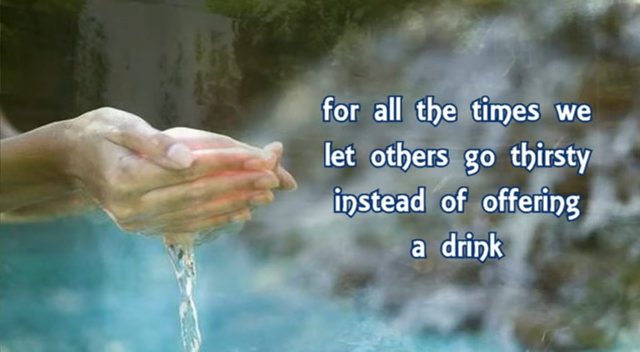 for all the times we
let others go thirsty
instead of offering
a drink